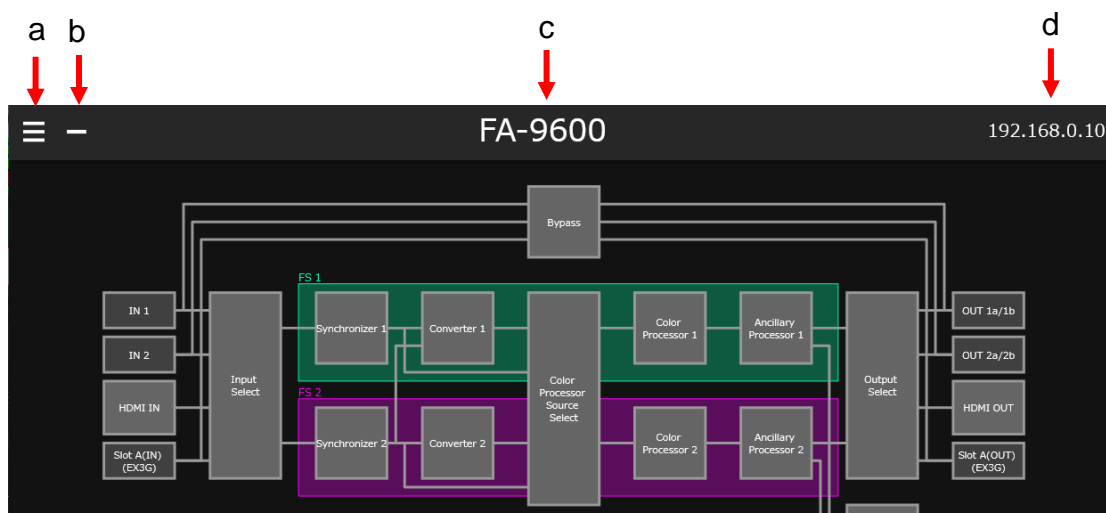 a b c d
FA-9600 192.168.0.10
Bypass
FS 1
IN 1
Synchronizer 1
Converter 1
Color
Processor 1
Ancillary
Processor 1
OUT 1a/1b
IN 2
OUT 2a/2b
Input
Select
Color
Processor
Source
Select
Output
Select
FS 2
HDMI IN
HDMI OUT
Synchronizer 2
Converter 2
Color
Processor 2
Ancillary
Processor 2
Slot A(IN)
(EX3G)
Slot A(OUT)
(EX3G)